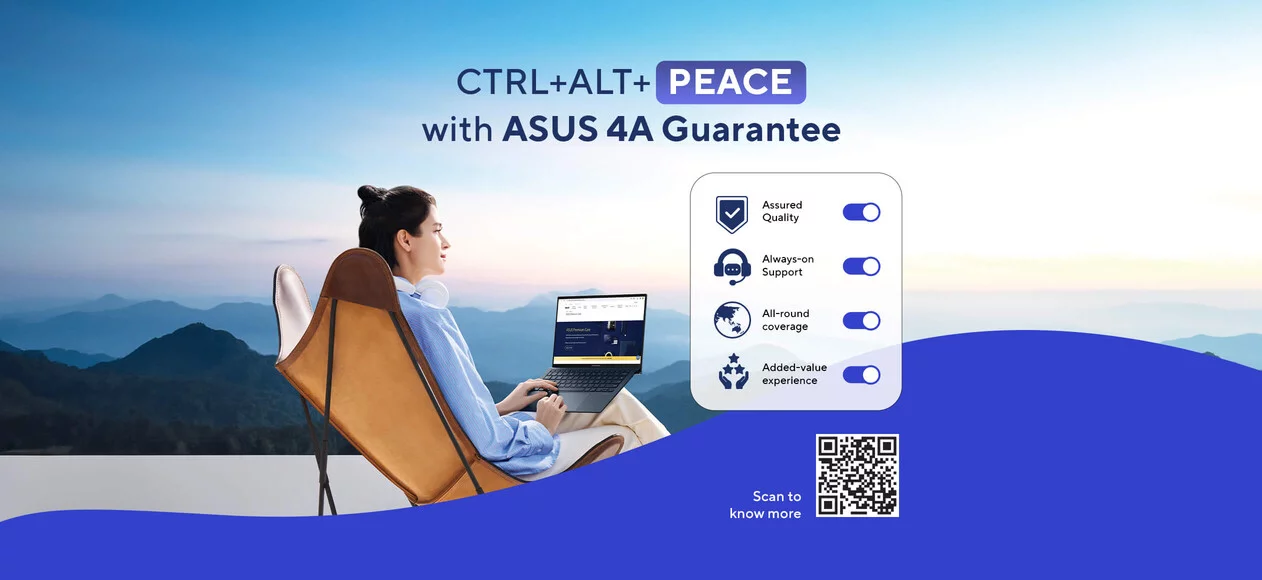 CTRL+ALT+ PEACE
with ASUS 4A Guarantee
Assured
Quality
Always-on
Support
All-round
coverage
Added-value
experience
Scan to
know more